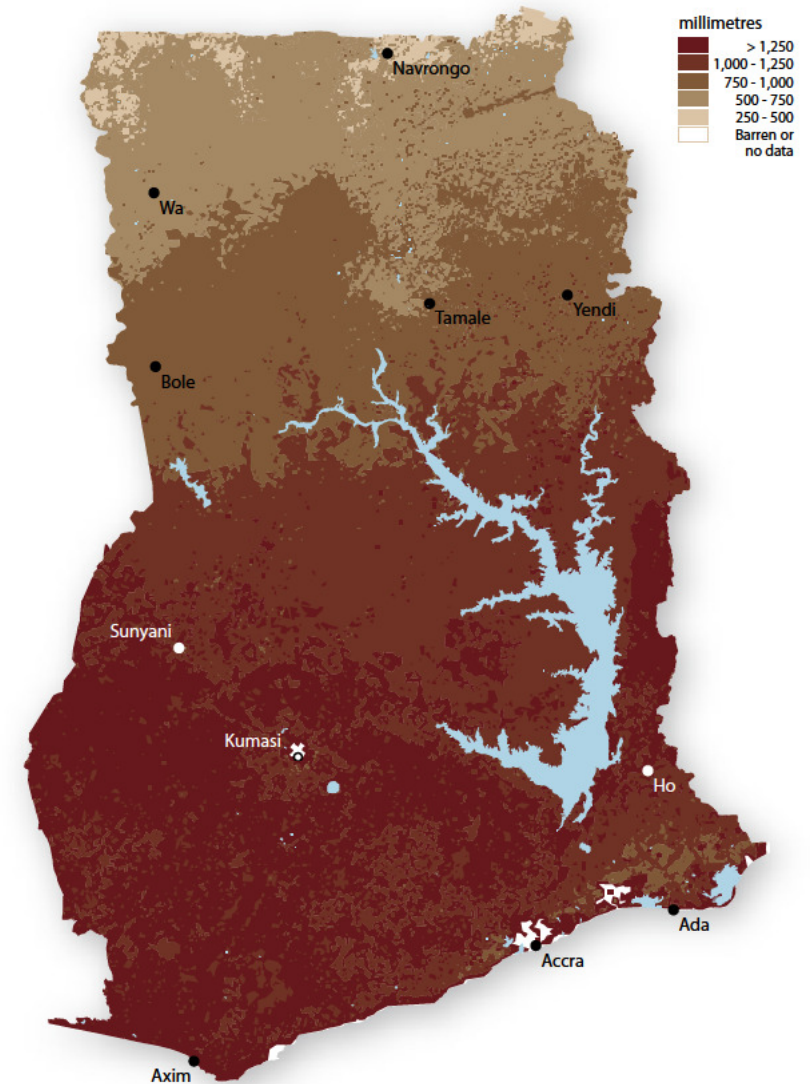 millimetres
> 1,250
1,000 - 1,250
750 - 1,000
500 - 750
250 - 500
Barren or
no data
Navrongo
Wa
Tamale
Yendi
Bole
Sunyani
Kumasi
Ho
Ada
Accra
Axim